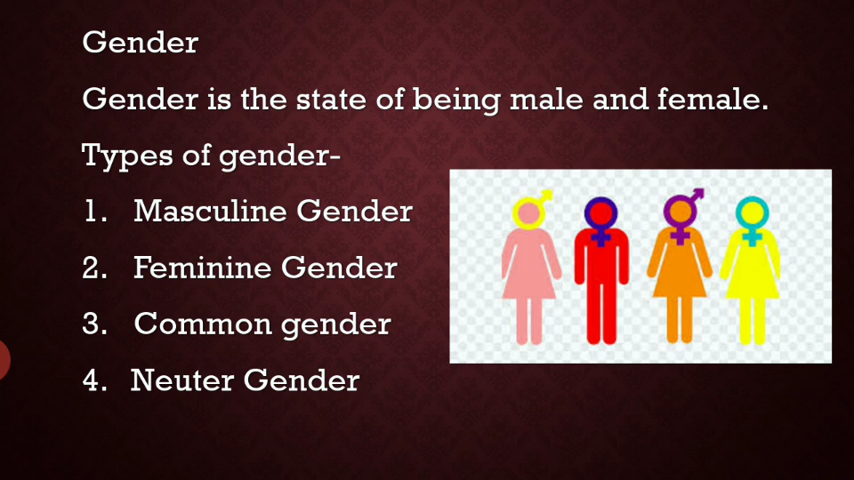 Gender
Gender is the state of being male and female.
Types of gender-
1. Masculine Gender
2. Feminine Gender
3. Common gender
4. Neuter Gender